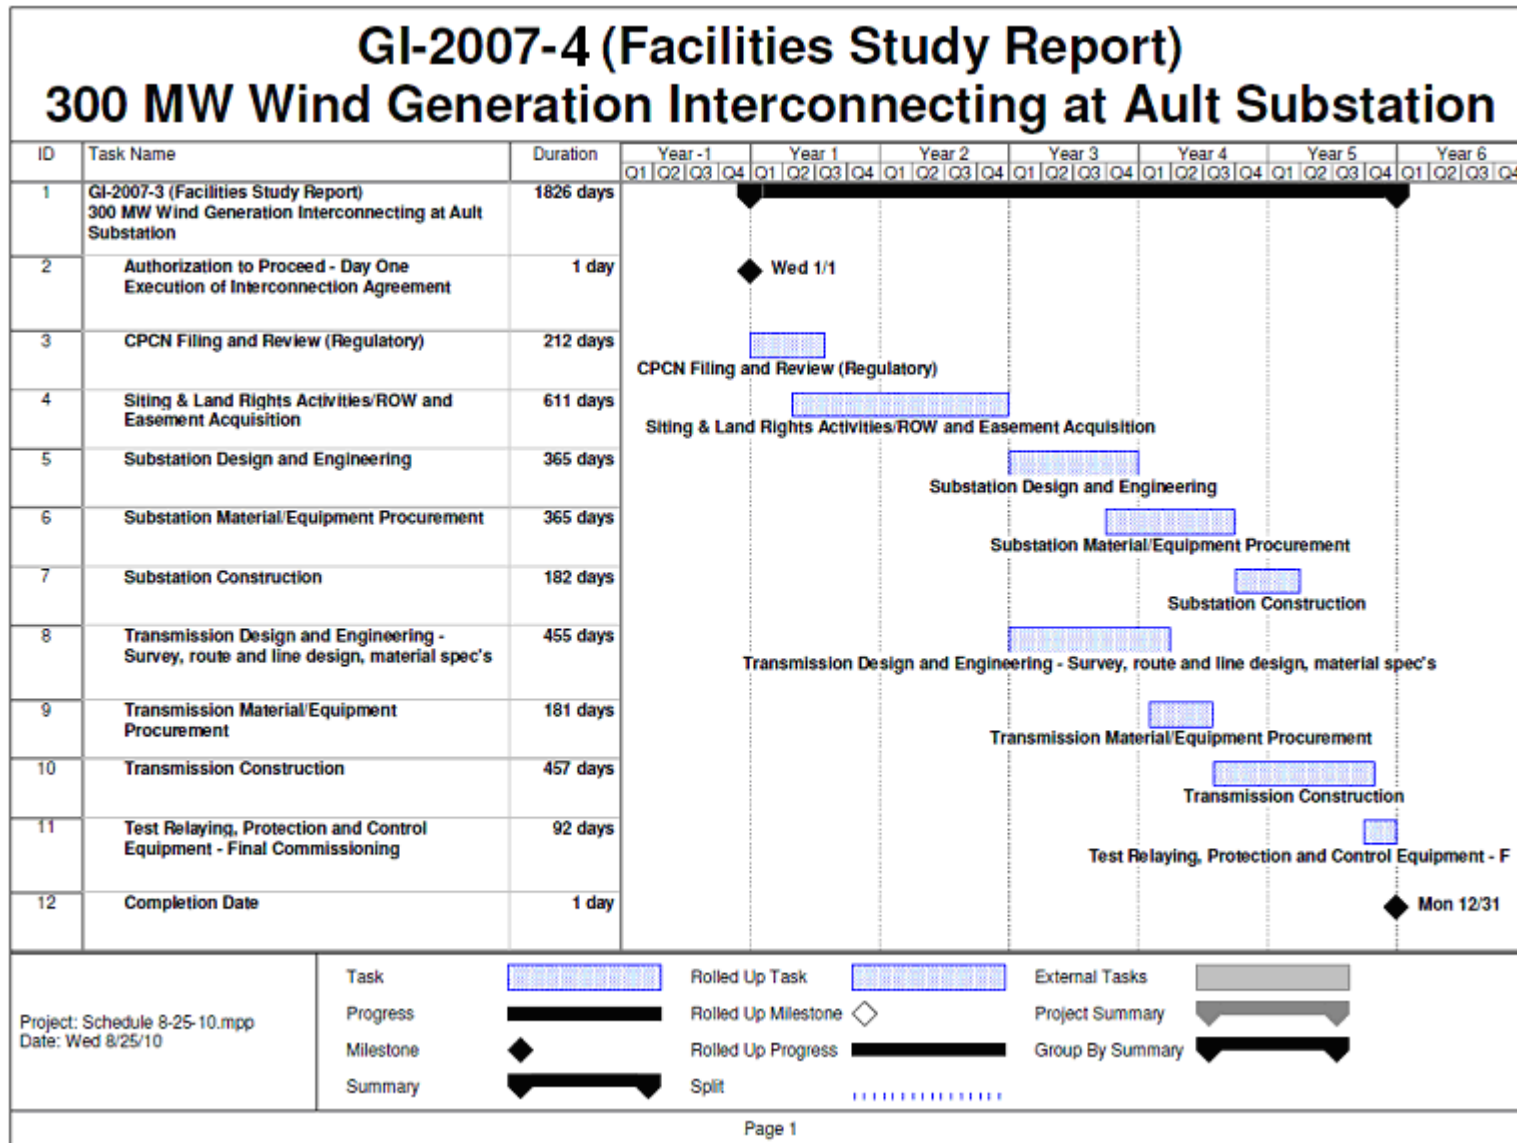 GI-2007-4 (Facilities Study Report)
300 MW Wind Generation Interconnecting at Ault Substation
ID Task Name Duration Year -1 Year 1 Year 2 Year 3 Year 4 Year 5 Year 6
Q1 Q2 Q3 Q4 Q1 Q2 Q3 Q4 Q1 Q2 Q3 Q4 Q1 Q2 Q3 Q4 Q1 Q2 Q3 Q4 Q1 Q2 Q3 Q4 Q1 Q2 Q3 Q4
1 GI-2007-3 (Facilities Study Report) 1826 days
300 MW Wind Generation Interconnecting at Ault
Substation
2 Authorization to Proceed - Day One 1 day Wed 1/1
Execution of Interconnection Agreement
3 CPCN Filing and Review (Regulatory) 212 days
CPCN Filing and Review (Regulatory)
4 Siting & Land Rights Activities/ROW and 611 days
Easement Acquisition
Siting & Land Rights Activities/ROW and Easement Acquisition
5 Substation Design and Engineering 365 days
Substation Design and Engineering
6 Substation Material/Equipment Procurement 365 days
Substation Material/Equipment Procurement
7 Substation Construction 182 days
Substation Construction
8 Transmission Design and Engineering - 455 days
Survey, route and line design, material spec's
Transmission Design and Engineering - Survey, route and line design, material spec's
9 Transmission Material/Equipment 181 days
Procurement
Transmission Material/Equipment Procurement
10 Transmission Construction 457 days
Transmission Construction
11 Test Relaying, Protection and Control 92 days
Equipment - Final Commissioning
Test Relaying, Protection and Control Equipment - F
12 Completion Date 1 day Mon 12/31
Project: Schedule 8-25-10.mpp
Date: Wed 8/25/10
Task Rolled Up Task External Tasks
Progress Rolled Up Milestone Project Summary
Milestone Rolled Up Progress Group By Summary
Summary Split
Page 1